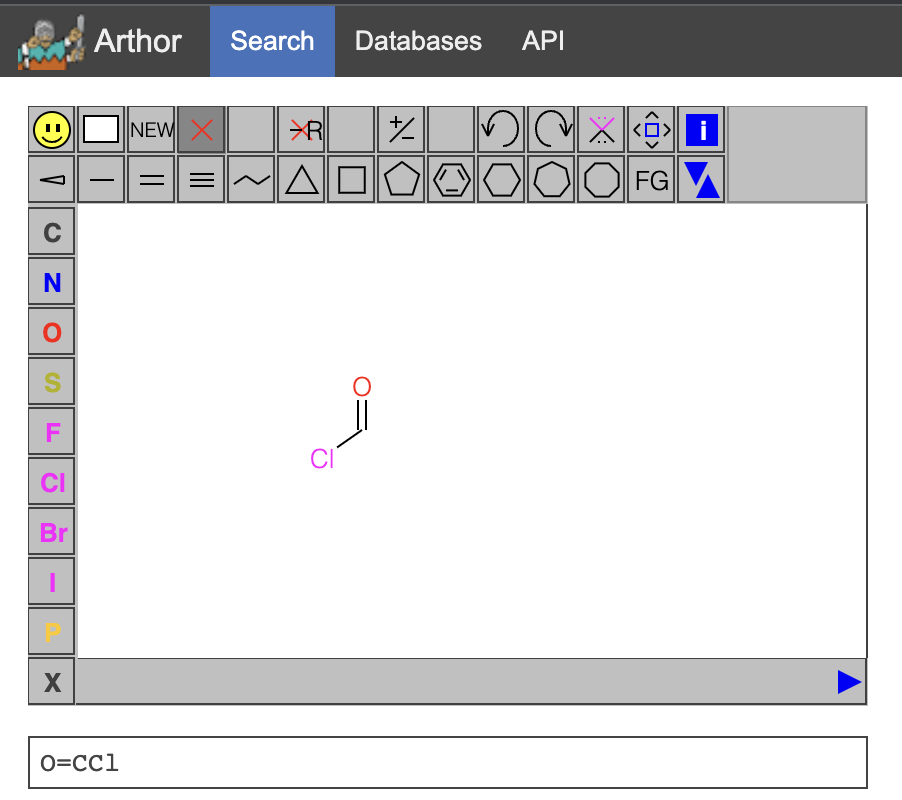 Arthor Search Databases API
NEW R +/- i
FG
C
N
O
S
F
Cl
Br
I
P
X
O
Cl
O=CCl